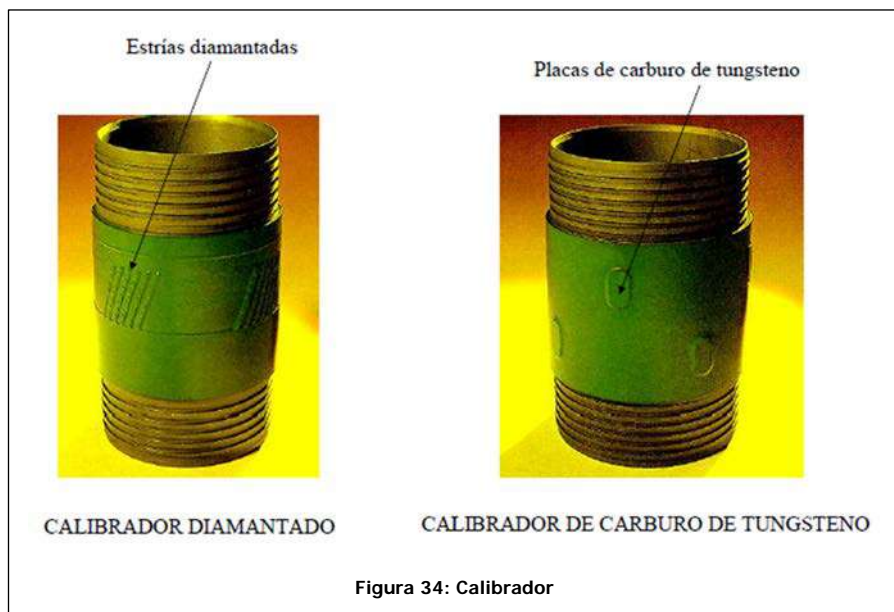 Estrías diamantadas
Placas de carburo de tungsteno
CALIBRADOR DIAMANTADO
CALIBRADOR DE CARBURO DE TUNGSTENO
Figura 34: Calibrador